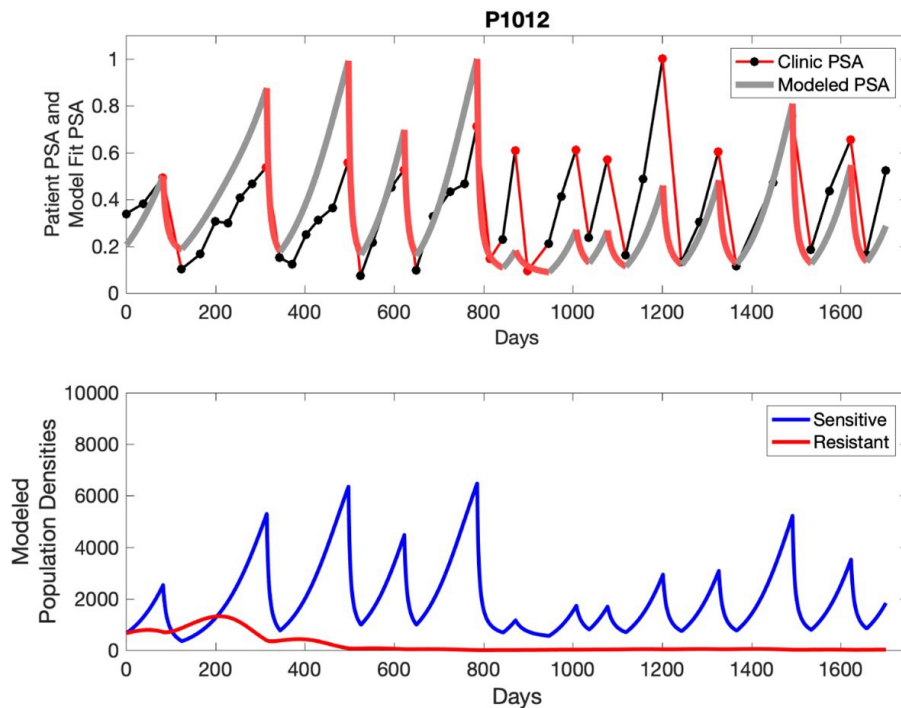 P1012
Patient PSA and
Model Fit PSA
1
0.8
0.6
0.4
0.2
0
Clinic PSA
Modeled PSA
0 200 400 600 800 1000 1200 1400 1600
Days
Modeled
Population Densities
10000
8000
6000
4000
2000
0
Sensitive
Resistant
0 200 400 600 800 1000 1200 1400 1600
Days